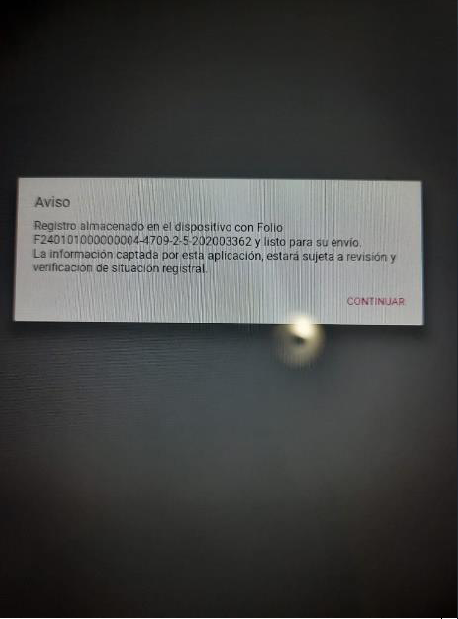 Aviso
Registro almacenado en el dispositivo con Folio
F240101000000004-4709-2-5-202003362 y listo para su envío.
La información captada por esta aplicación, estará sujeta a revisión y
verificación de situación registral.
CONTINUAR